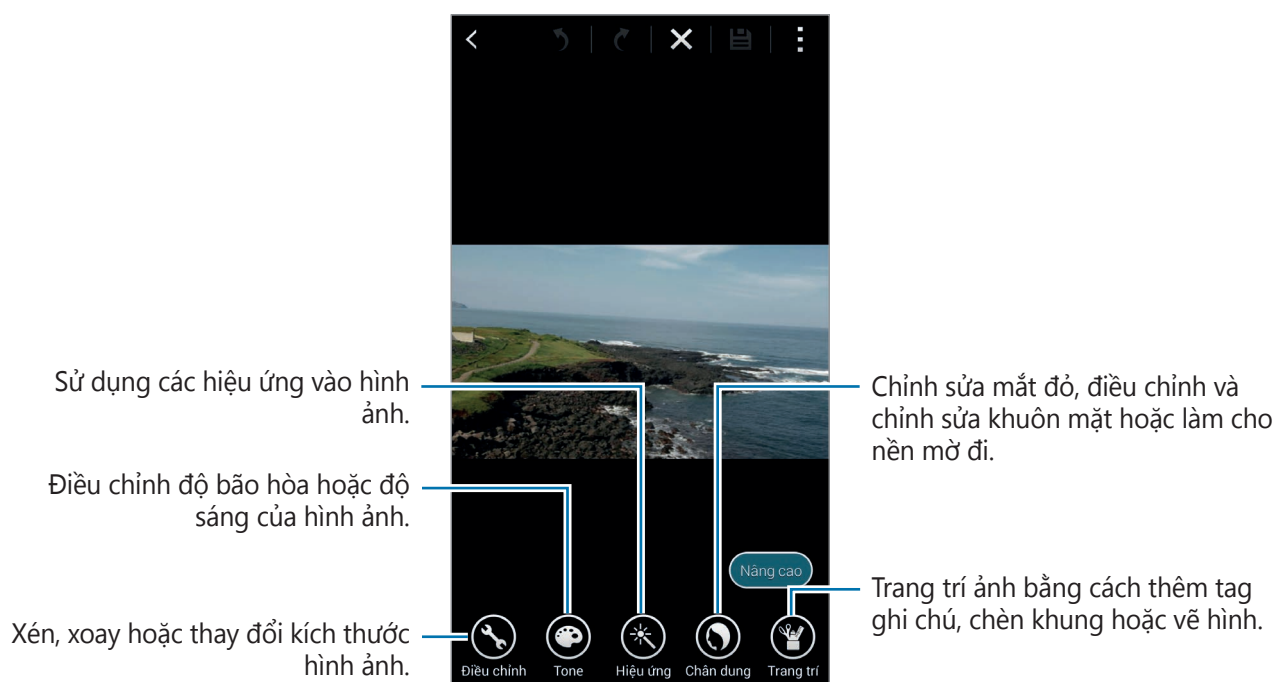 Sử dụng các hiệu ứng vào hình
ảnh.
Điều chỉnh độ bão hòa hoặc độ
sáng của hình ảnh.
Xén, xoay hoặc thay đổi kích thước
hình ảnh.
Chỉnh sửa mắt đỏ, điều chỉnh và
chỉnh sửa khuôn mặt hoặc làm cho
nền mờ đi.
Nâng cao
Trang trí ảnh bằng cách thêm tag
ghi chú, chèn khung hoặc vẽ hình.
Điều chỉnh Tone Hiệu ứng Chân dung Trang trí